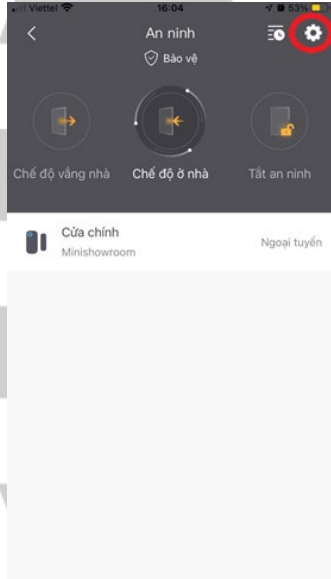 Viettel 16:04 53%
An ninh
Bảo vệ
Chế độ vắng nhà Chế độ ở nhà Tắt an ninh
Cửa chính
Minishowroom
Ngoại tuyến